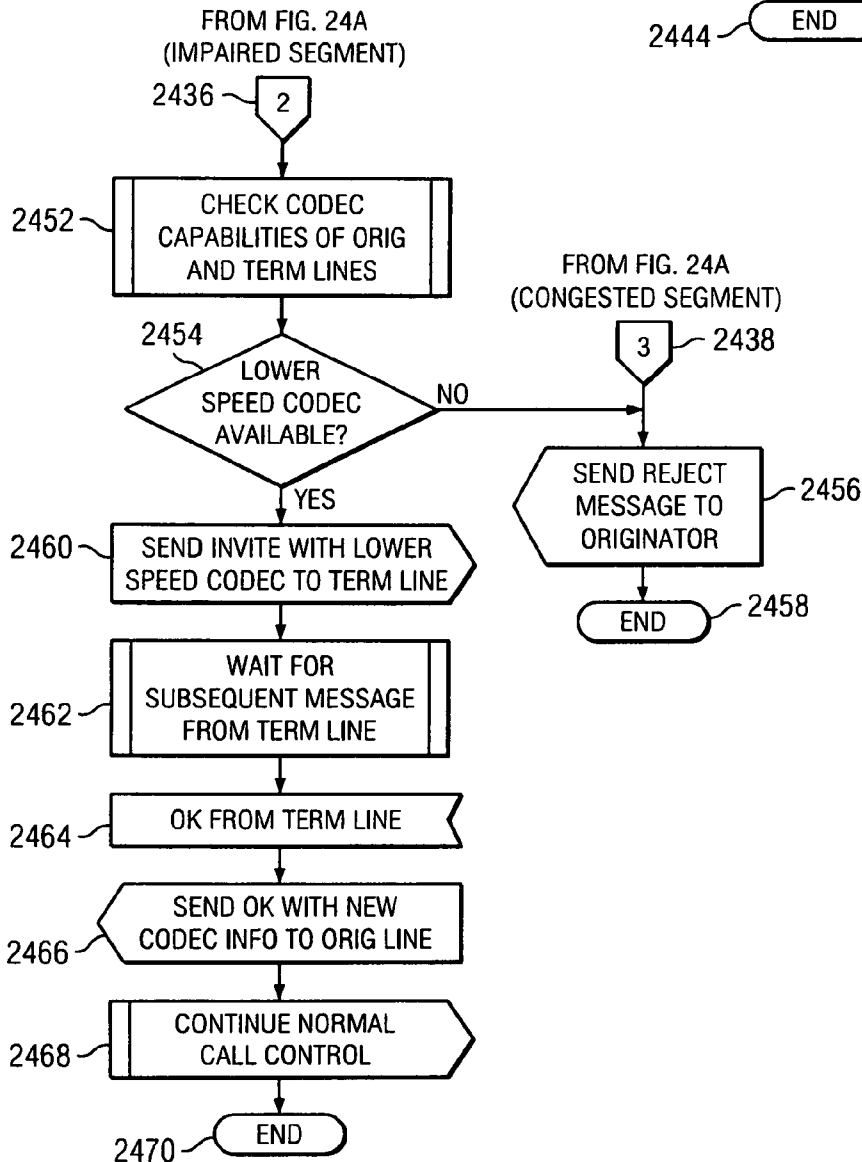 FROM FIG. 24A
(IMPAIRED SEGMENT)
2444
END
2436
2
2452
CHECK CODEC
CAPABILITIES OF ORIG
AND TERM LINES
FROM FIG. 24A
(CONGESTED SEGMENT)
3
2438
2454
LOWER
SPEED CODEC
AVAILABLE?
NO
YES
SEND REJECT
MESSAGE TO
ORIGINATOR
2456
2460
SEND INVITE WITH LOWER
SPEED CODEC TO TERM LINE
END
2458
2462
WAIT FOR
SUBSEQUENT MESSAGE
FROM TERM LINE
2464
OK FROM TERM LINE
2466
SEND OK WITH NEW
CODEC INFO TO ORIG LINE
2468
CONTINUE NORMAL
CALL CONTROL
2470
END